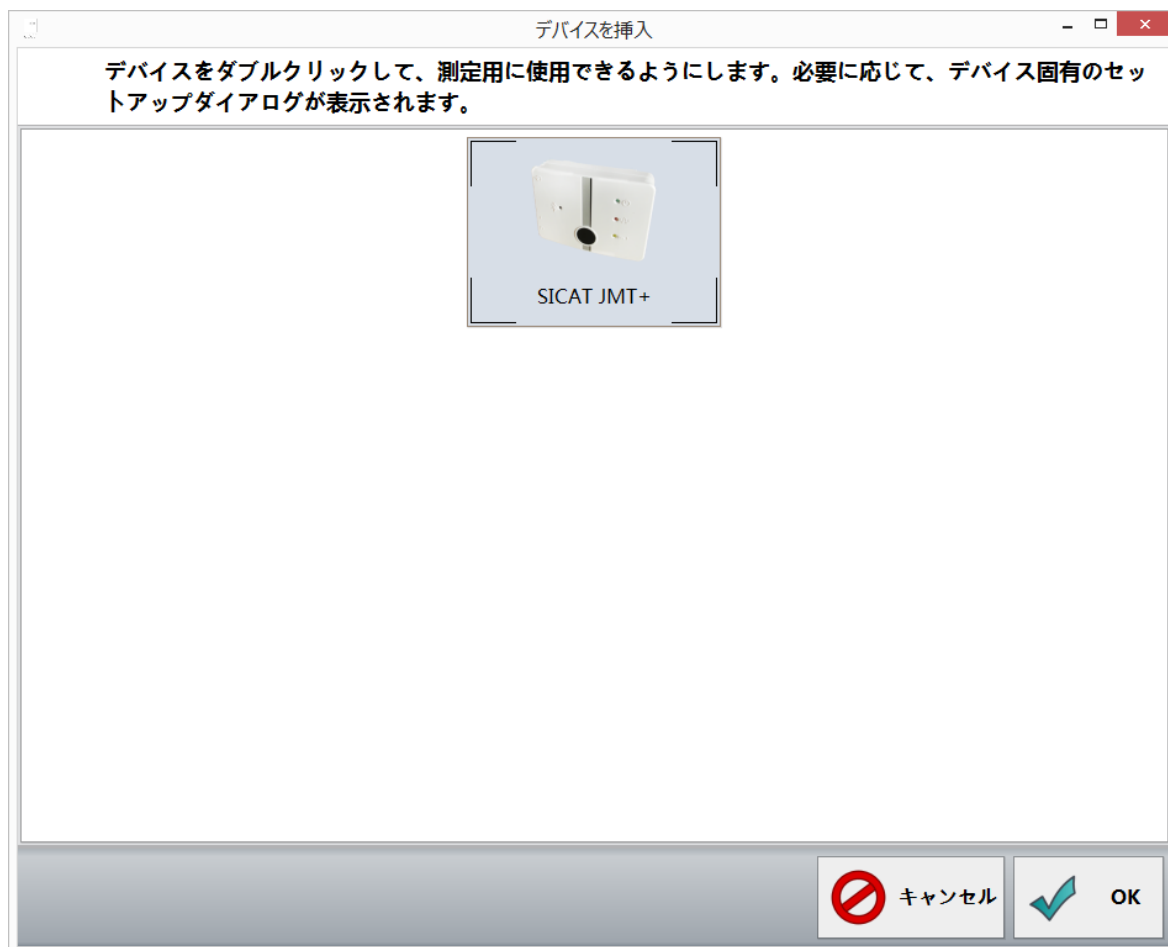 デバイスを挿入
デバイスをダブルクリックして、測定用に使用できるようにします。必要に応じて、デバイス固有のセッ
トアップダイアログが表示されます。
SICAT JMT+
キャンセル
OK